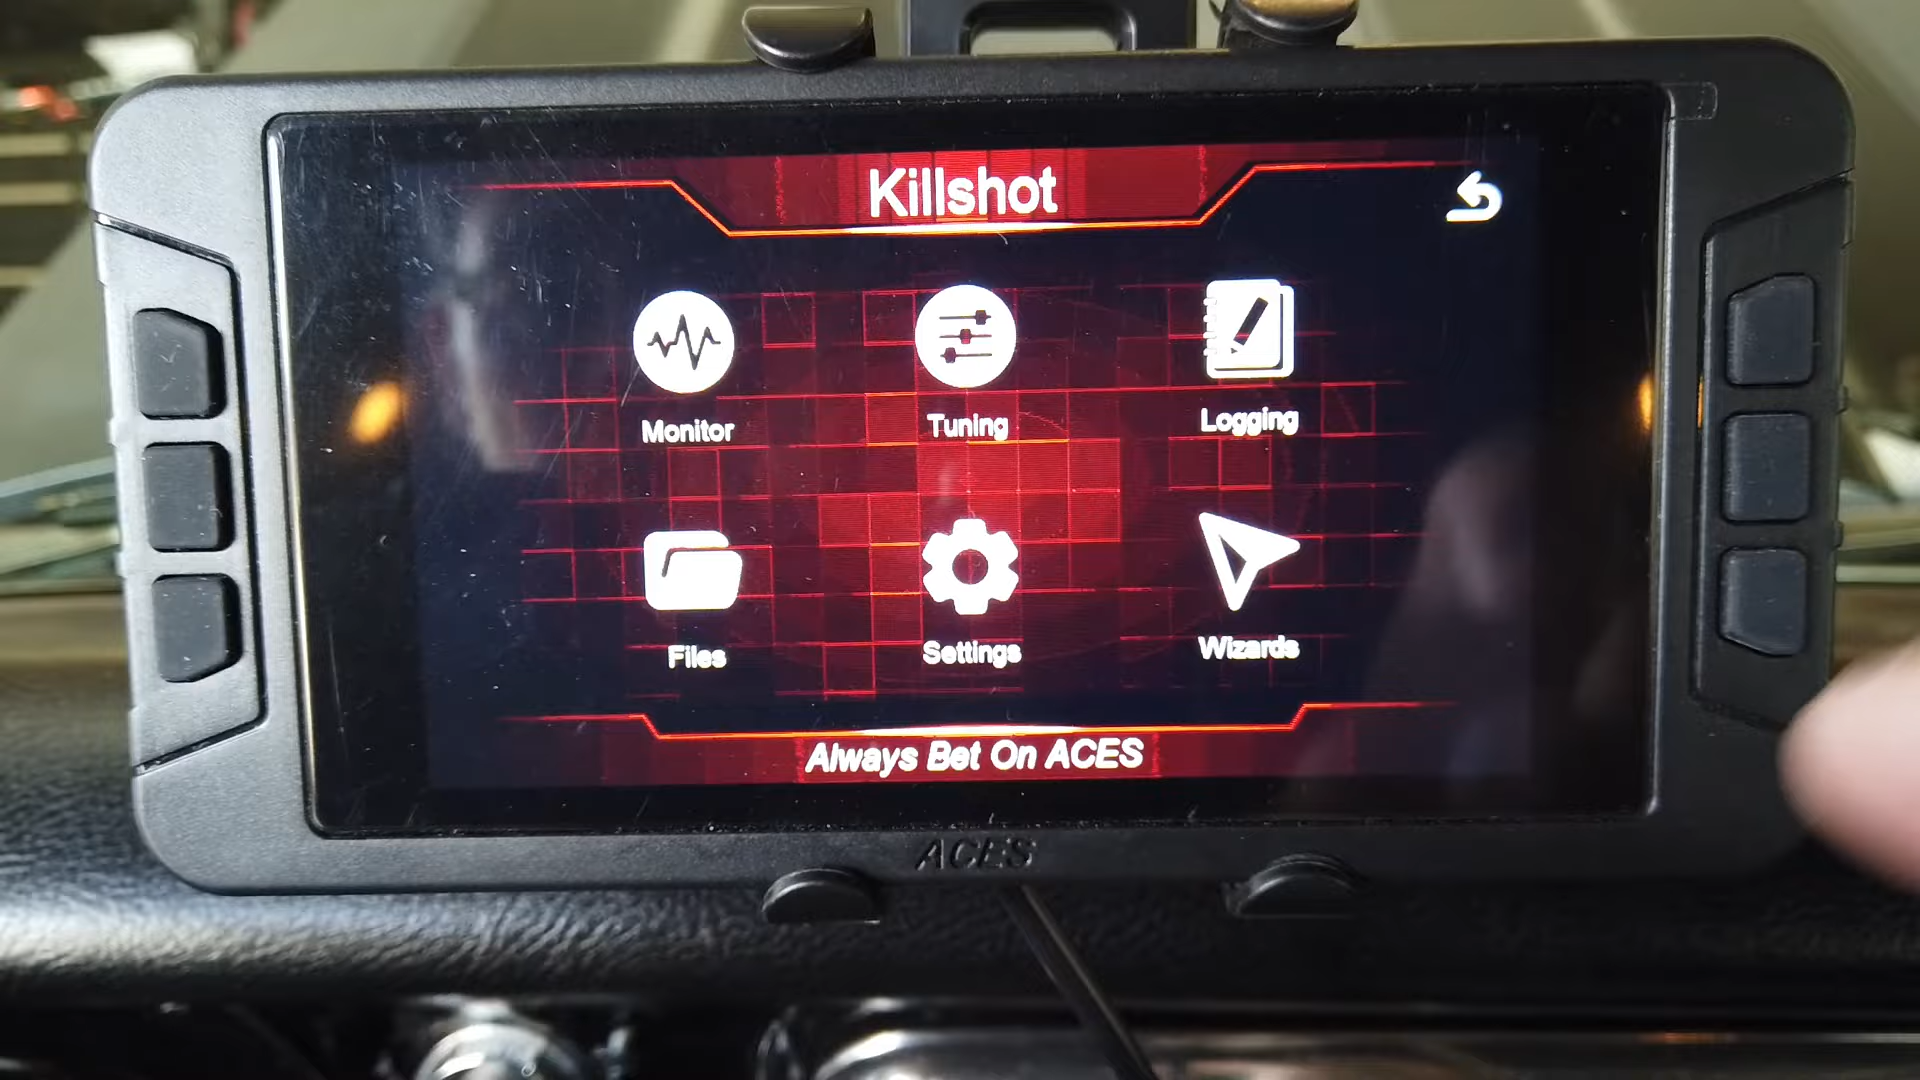 Killshot
Monitor
Tuning
Logging
Files
Settings
Wizards
Always Bet On ACES
ACES